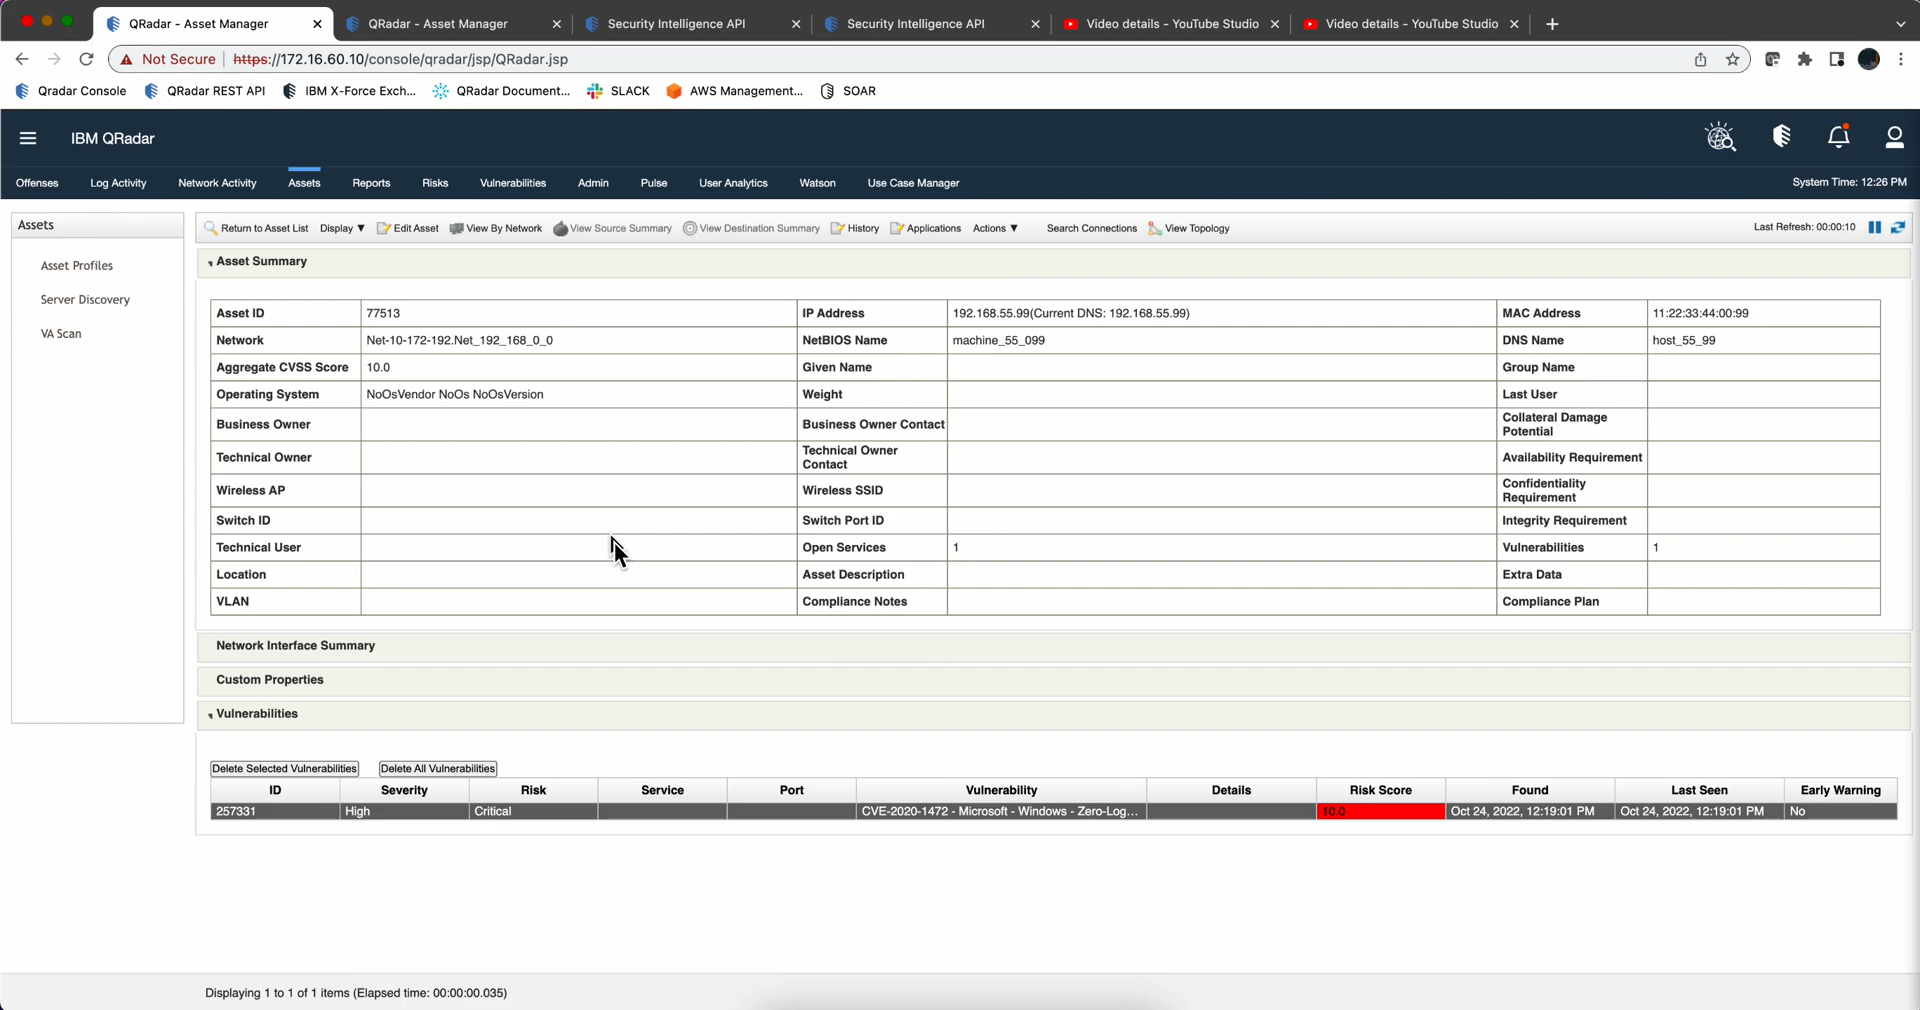 QRadar - Asset Manager
QRadar - Asset Manager
Security Intelligence API
Security Intelligence API
Video details - YouTube Studio
Video details - YouTube Studio
Not Secure https://172.16.60.10/console/qradar/jsp/QRadar.jsp
Qradar Console QRadar REST API IBM X-Force Exch... QRadar Document... SLACK AWS Management... SOAR
IBM QRadar
Offenses Log Activity Network Activity Assets Reports Risks Vulnerabilities Admin Pulse User Analytics Watson Use Case Manager System Time: 12:26 PM
Assets
Asset Profiles
Server Discovery
VA Scan
Return to Asset List Display ▼ Edit Asset View By Network View Source Summary View Destination Summary History Applications Actions ▼ Search Connections View Topology Last Refresh: 00:00:10
Asset Summary
Asset ID 77513 IP Address 192.168.55.99(Current DNS: 192.168.55.99) MAC Address 11:22:33:44:00:99
Network Net-10-172-192.Net_192_168_0_0 NetBIOS Name machine_55_099 DNS Name host_55_99
Aggregate CVSS Score 10.0 Given Name Group Name
Operating System NoOsVendor NoOs NoOsVersion Weight Last User
Business Owner Business Owner Contact Collateral Damage Potential
Technical Owner Technical Owner Contact Availability Requirement
Wireless AP Wireless SSID Confidentiality Requirement
Switch ID Switch Port ID Integrity Requirement
Technical User Open Services 1 Vulnerabilities 1
Location Asset Description Extra Data
VLAN Compliance Notes Compliance Plan
Network Interface Summary
Custom Properties
Vulnerabilities
Delete Selected Vulnerabilities Delete All Vulnerabilities
ID Severity Risk Service Port Vulnerability Details Risk Score Found Last Seen Early Warning
257331 High Critical CVE-2020-1472 - Microsoft - Windows - Zero-Log... 10.0 Oct 24, 2022, 12:19:01 PM Oct 24, 2022, 12:19:01 PM No
Displaying 1 to 1 of 1 items (Elapsed time: 00:00:00.035)